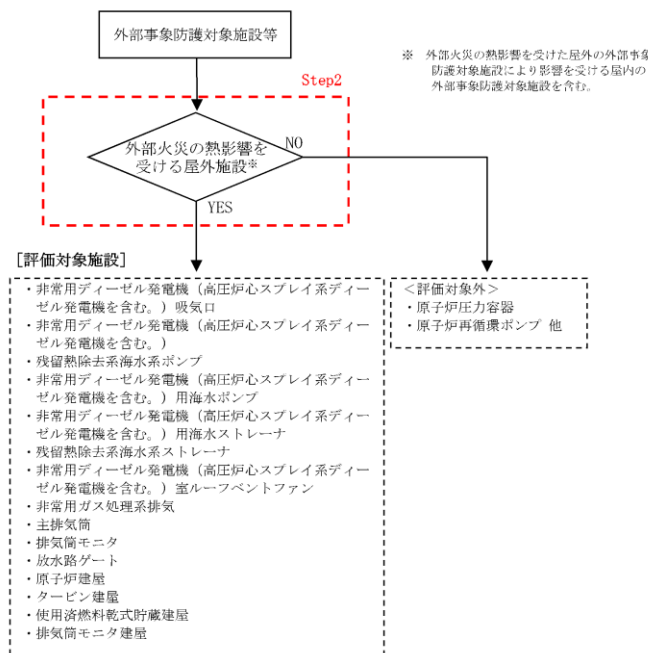 外部事象防護対象施設等
※ 外部火災の熱影響を受けた屋外の外部事象
防護対象施設により影響を受ける屋内の
外部事象防護対象施設を含む。
Step2
外部火災の熱影響を
受ける屋外施設※
NO
YES
[評価対象施設]
・非常用ディーゼル発電機（高圧炉心スプレイ系ディー
ゼル発電機を含む。）吸気口
・非常用ディーゼル発電機（高圧炉心スプレイ系ディー
ゼル発電機を含む。）
・残留熱除去系海水系ポンプ
・非常用ディーゼル発電機（高圧炉心スプレイ系ディー
ゼル発電機を含む。）用海水ポンプ
・非常用ディーゼル発電機（高圧炉心スプレイ系ディー
ゼル発電機を含む。）用海水ストレーナ
・残留熱除去系海水系ストレーナ
・非常用ディーゼル発電機（高圧炉心スプレイ系ディー
ゼル発電機を含む。）室ルーフベントファン
・非常用ガス処理系排気
・主排気筒
・排気筒モニタ
・放水路ゲート
・原子炉建屋
・タービン建屋
・使用済燃料乾式貯蔵建屋
・排気筒モニタ建屋
＜評価対象外＞
・原子炉圧力容器
・原子炉再循環ポンプ 他